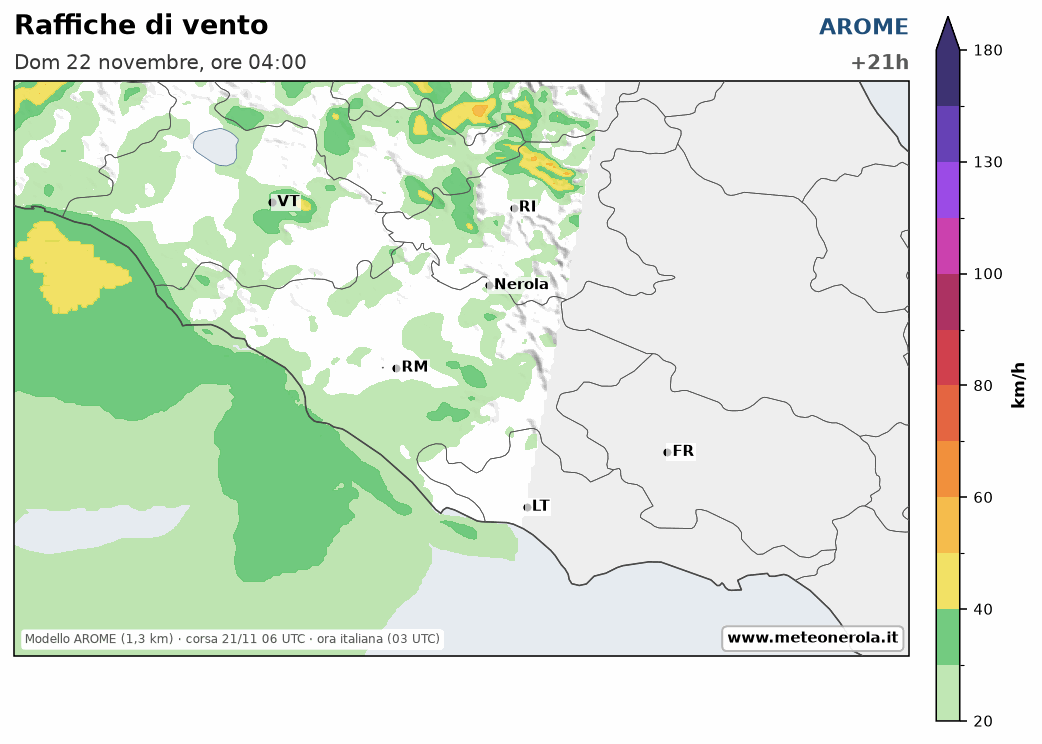 Raffiche di vento
AROME
Dom 22 novembre, ore 04:00
+21h
VT
RI
Nerola
RM
FR
LT
Modello AROME (1,3 km) · corsa 21/11 06 UTC · ora italiana (03 UTC)
www.meteonerola.it
180
130
100
80
60
40
20
km/h